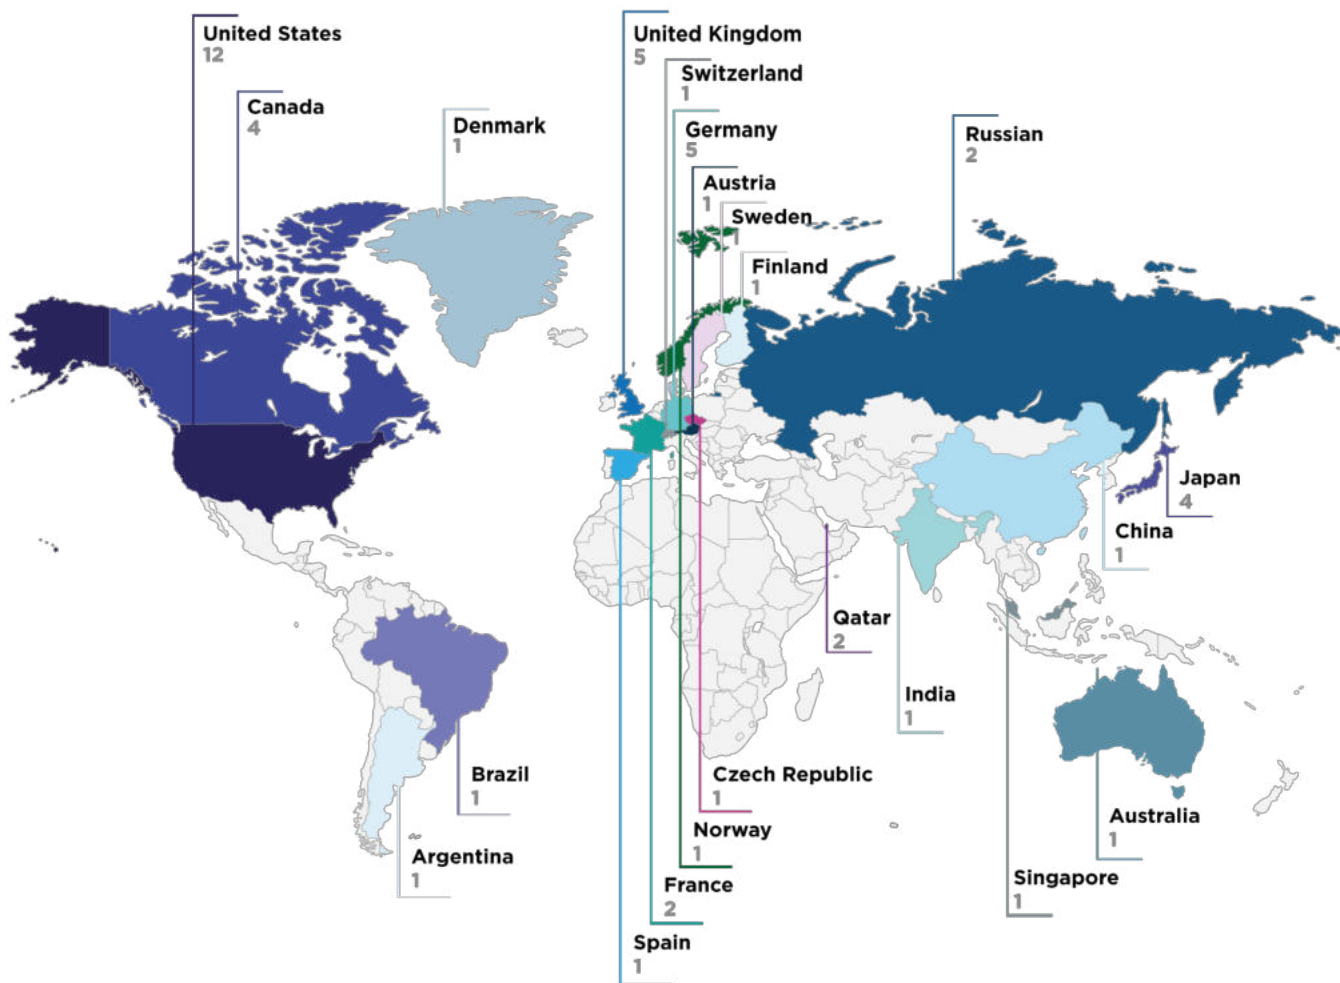 United States
12
Canada
4
Denmark
1
United Kingdom
5
Switzerland
1
Germany
5
Austria
1
Sweden
1
Finland
1
Russian
2
Japan
4
China
1
Qatar
2
India
1
Brazil
1
Argentina
1
Czech Republic
1
Norway
1
France
2
Spain
1
Australia
1
Singapore
1